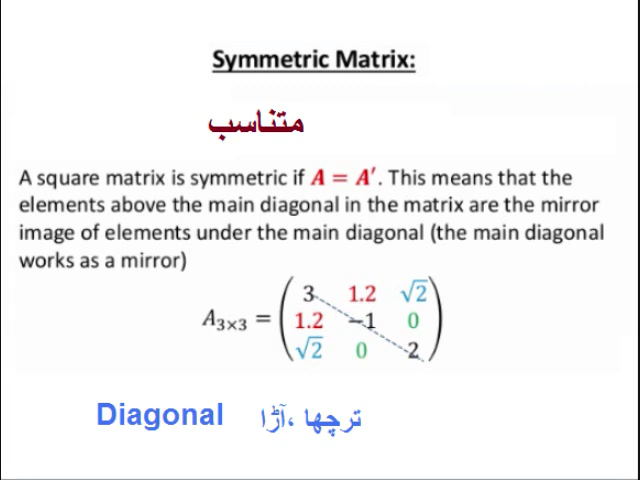 Symmetric Matrix:
متناسب
A square matrix is symmetric if A = A′. This means that the
elements above the main diagonal in the matrix are the mirror
image of elements under the main diagonal (the main diagonal
works as a mirror)
3 1.2 √2
A3×3 = 1.2 −1 0
√2 0 2
Diagonal ترچھا ،آڑا